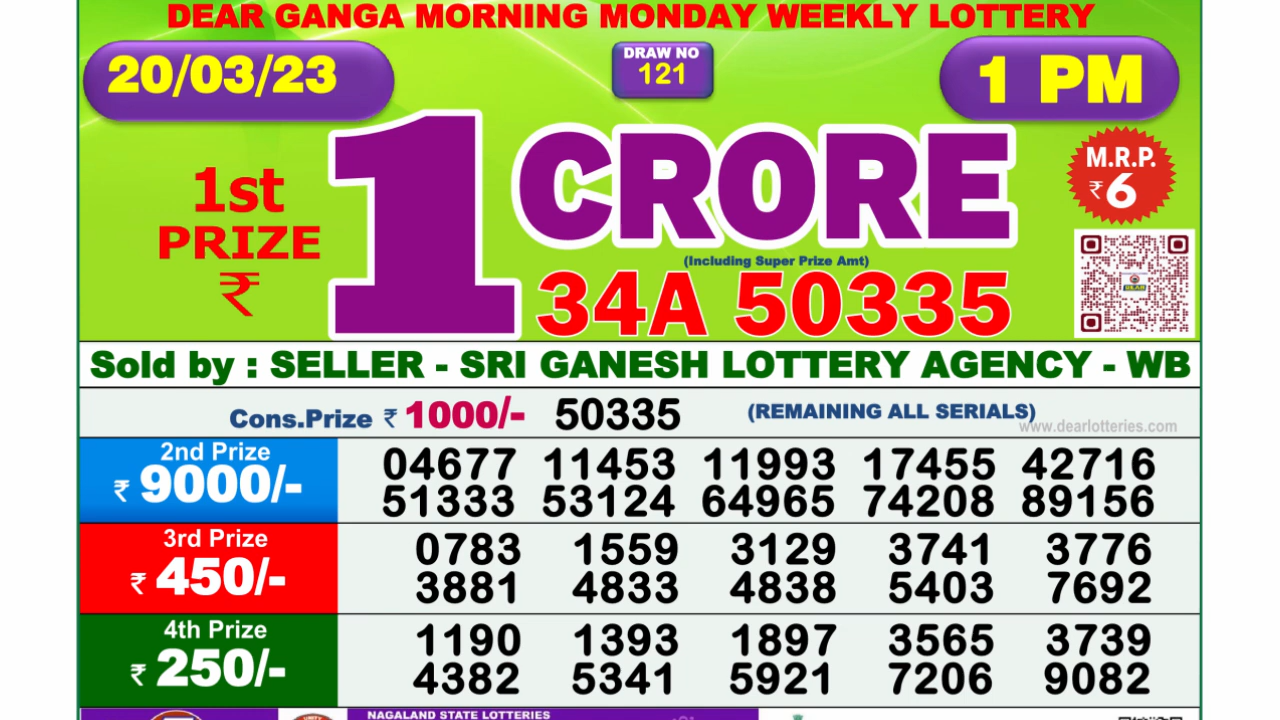 DEAR GANGA MORNING MONDAY WEEKLY LOTTERY
20/03/23
DRAW NO
121
1 PM
1st
PRIZE
₹
1 CRORE
(Including Super Prize Amt)
34A 50335
M.R.P.
₹6
Sold by : SELLER - SRI GANESH LOTTERY AGENCY - WB
Cons.Prize ₹ 1000/- 50335 (REMAINING ALL SERIALS)
www.dearlotteries.com
2nd Prize
₹ 9000/-
04677 11453 11993 17455 42716
51333 53124 64965 74208 89156
3rd Prize
₹ 450/-
0783 1559 3129 3741 3776
3881 4833 4838 5403 7692
4th Prize
₹ 250/-
1190 1393 1897 3565 3739
4382 5341 5921 7206 9082
NAGALAND STATE LOTTERIES